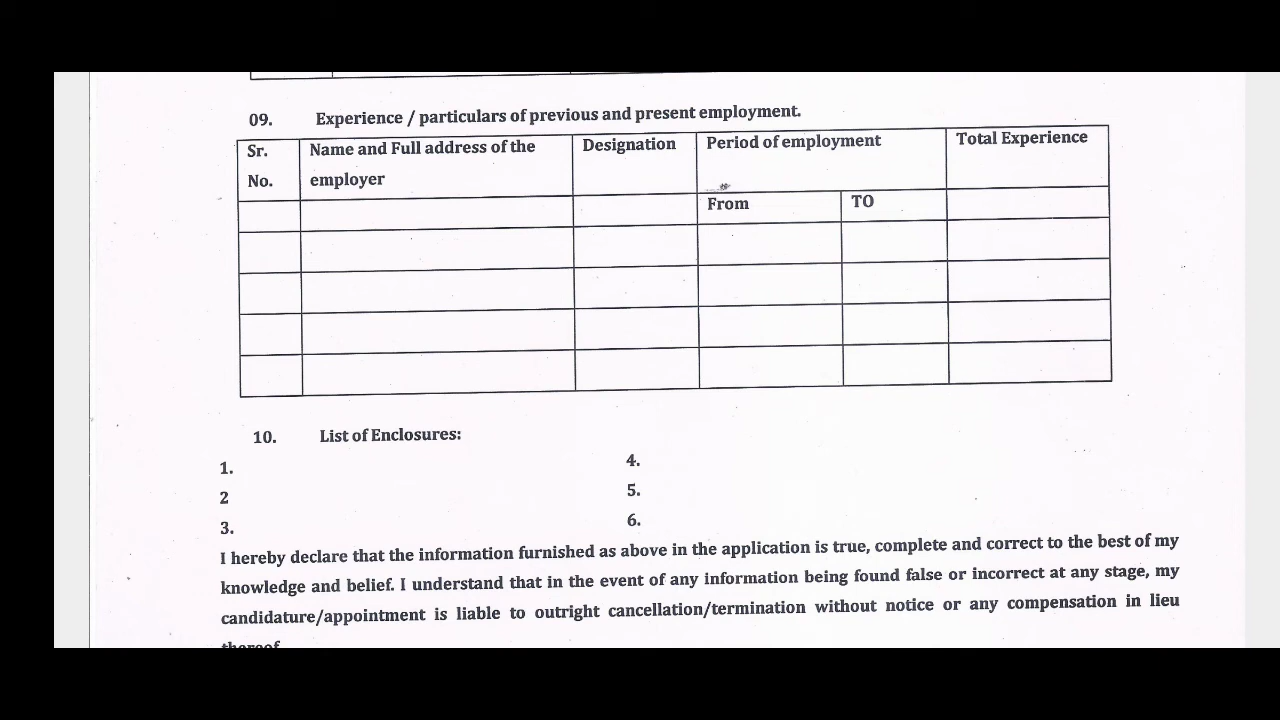 09. Experience / particulars of previous and present employment.
Sr. No. Name and Full address of the employer Designation Period of employment Total Experience
From TO
10. List of Enclosures:
1. 4.
2 5.
3. 6.
I hereby declare that the information furnished as above in the application is true, complete and correct to the best of my
knowledge and belief. I understand that in the event of any information being found false or incorrect at any stage, my
candidature/appointment is liable to outright cancellation/termination without notice or any compensation in lieu
thereof